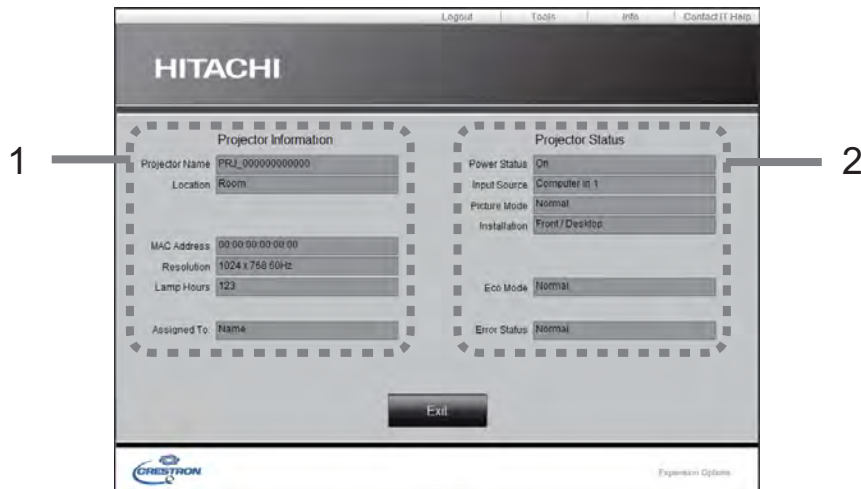 Logout Tools Info Contact IT Help
HITACHI
1
Projector Information
Projector Name PRJ_000000000000
Location Room
MAC Address 00:00:00:00:00:00
Resolution 1024 x 768 60Hz
Lamp Hours 123
Assigned To: Name
2
Projector Status
Power Status On
Input Source Computer in 1
Picture Mode Normal
Installation Front / Desktop
Eco Mode Normal
Error Status Normal
Exit
CRESTRON
Expansion Options